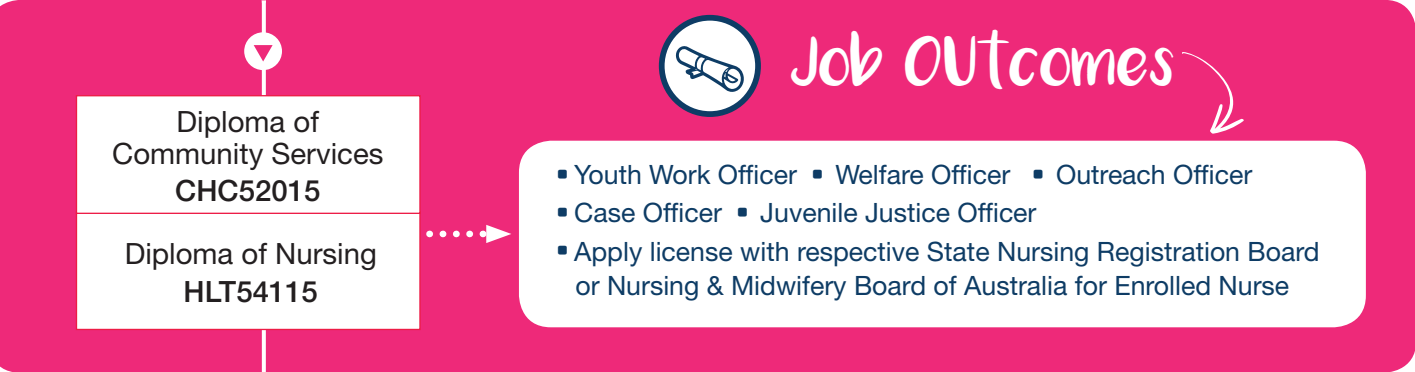 Job OUtcomes
Diploma of
Community Services
CHC52015
Diploma of Nursing
HLT54115
▪ Youth Work Officer ▪ Welfare Officer ▪ Outreach Officer
▪ Case Officer ▪ Juvenile Justice Officer
▪ Apply license with respective State Nursing Registration Board
or Nursing & Midwifery Board of Australia for Enrolled Nurse